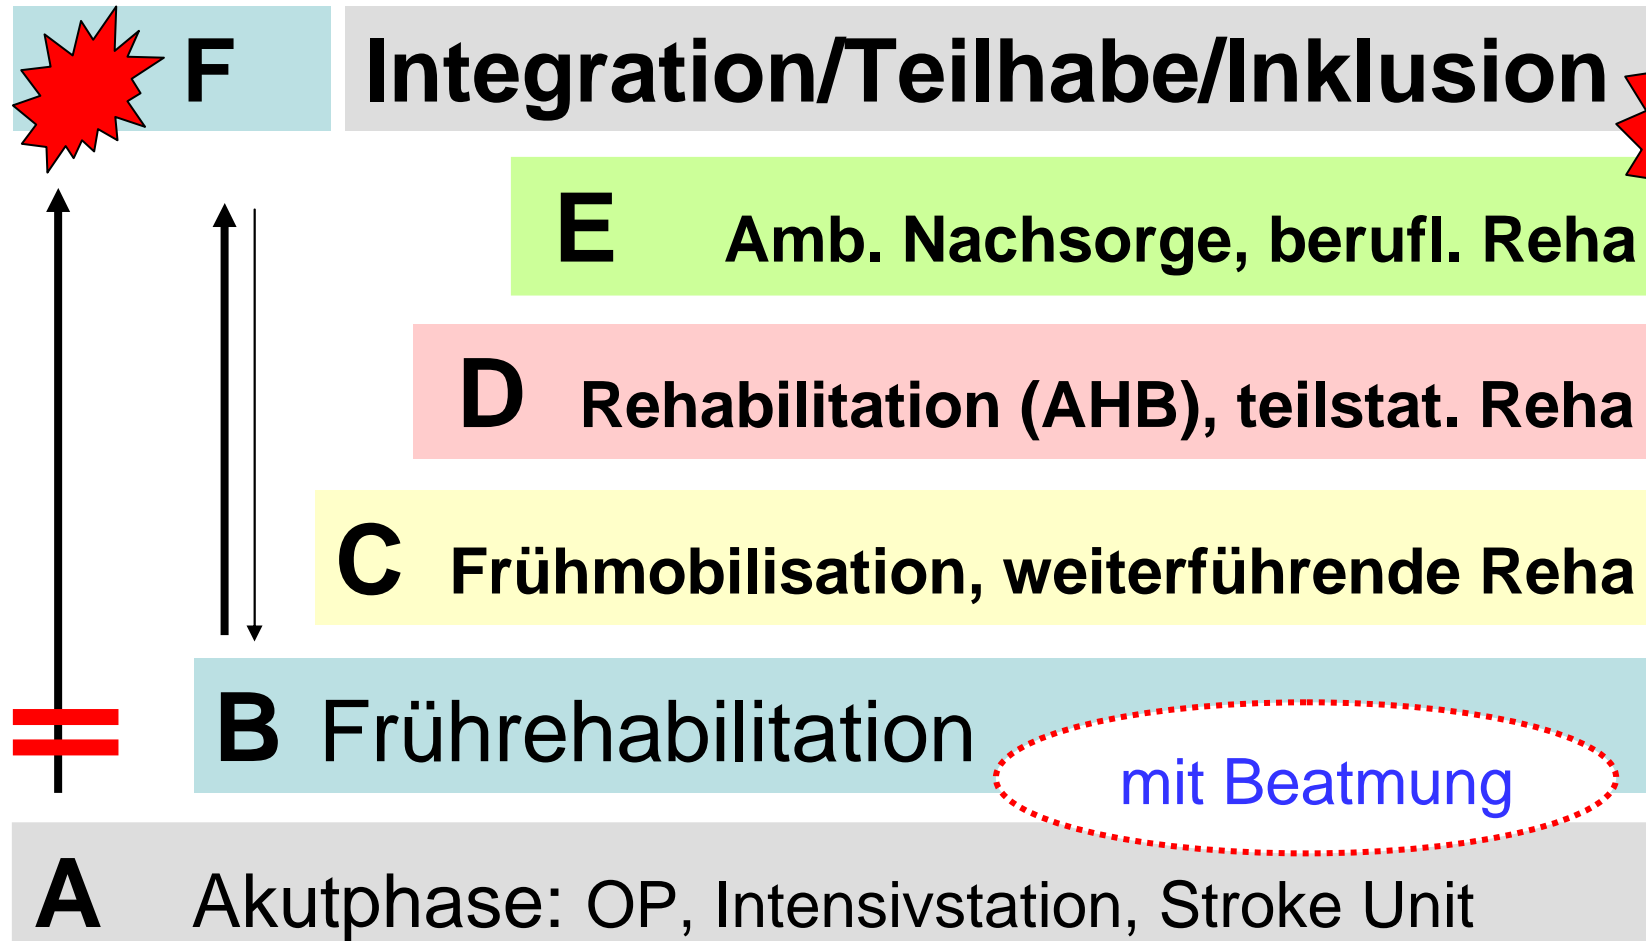 F Integration/Teilhabe/Inklusion
E Amb. Nachsorge, berufl. Reha
D Rehabilitation (AHB), teilstat. Reha
C Frühmobilisation, weiterführende Reha
B Frührehabilitation
mit Beatmung
A Akutphase: OP, Intensivstation, Stroke Unit